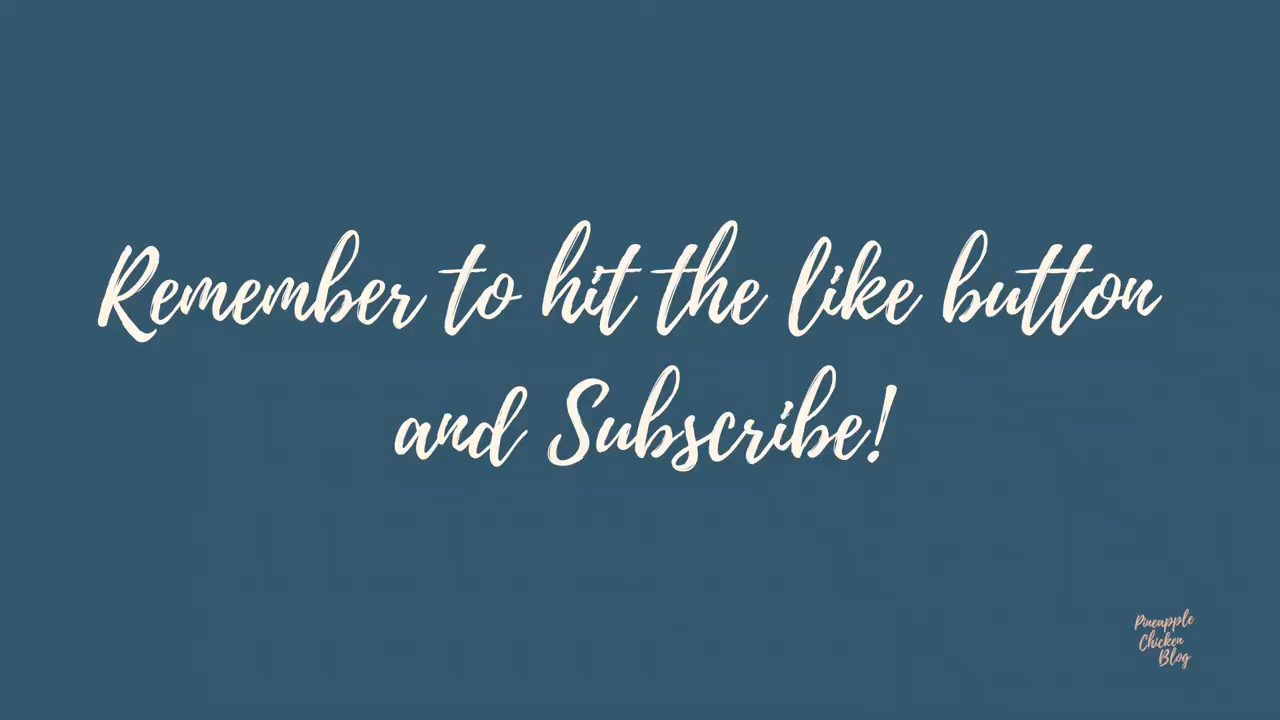 Remember to hit the like button
and Subscribe!
Pineapple
Chicken
Blog